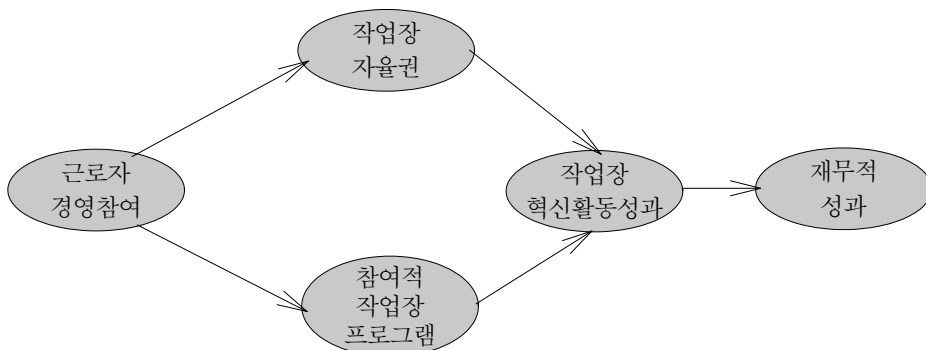 작업장
자율권
근로자
경영참여
작업장
혁신활동성과
재무적
성과
참여적
작업장
프로그램